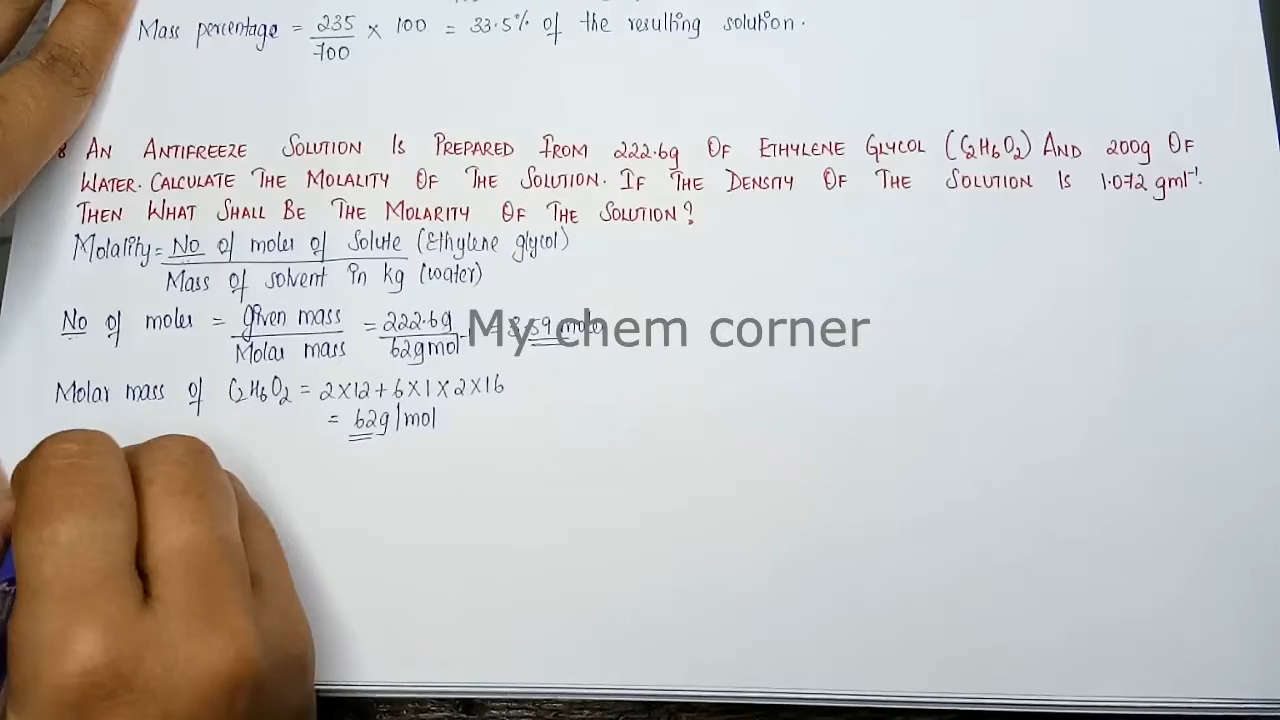 Mass percentage = 235/700 × 100 = 33.5% of the resulting solution.
8 AN ANTIFREEZE SOLUTION IS PREPARED FROM 222.6g OF ETHYLENE GLYCOL (C2H6O2) AND 200g OF
WATER. CALCULATE THE MOLALITY OF THE SOLUTION. IF THE DENSITY OF THE SOLUTION IS 1.072 gml⁻¹.
THEN WHAT SHALL BE THE MOLARITY OF THE SOLUTION?
Molality = No of moles of solute (Ethylene glycol)
Mass of solvent in kg (water)
No of moles = given mass/Molar mass = 222.6g/62gmol⁻¹ = 3.59 mole
My chem corner
Molar mass of C2H6O2 = 2×12+6×1×2×16
= 62g/mol